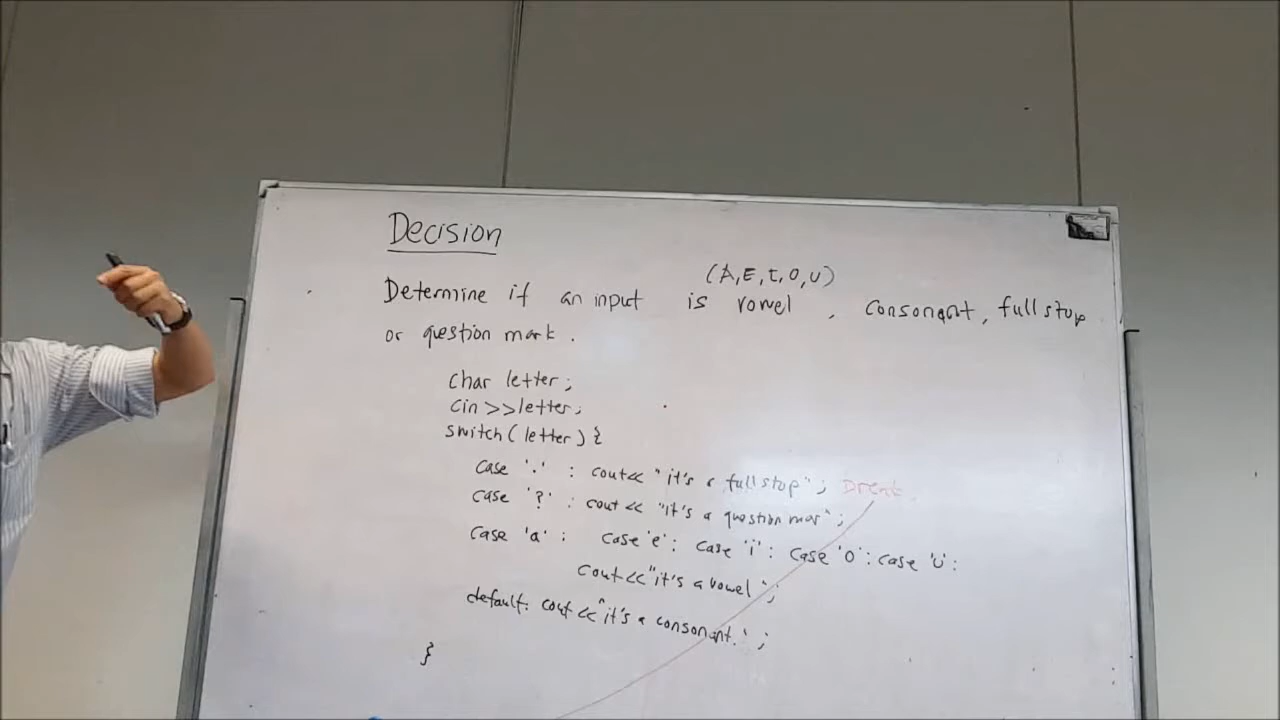 Decision
(A,E,I,O,U)
Determine if an input is vowel , consonant, full stop
or question mark .
char letter;
cin>>letter;
switch(letter){
case '.' : cout<< "it's a full stop";
case '?' : cout << "it's a question mar";
case 'a' : case 'e': case 'i': case 'o': case 'u':
cout<<"it's a vowel";
default: cout <<"it's a consonant." ;
}